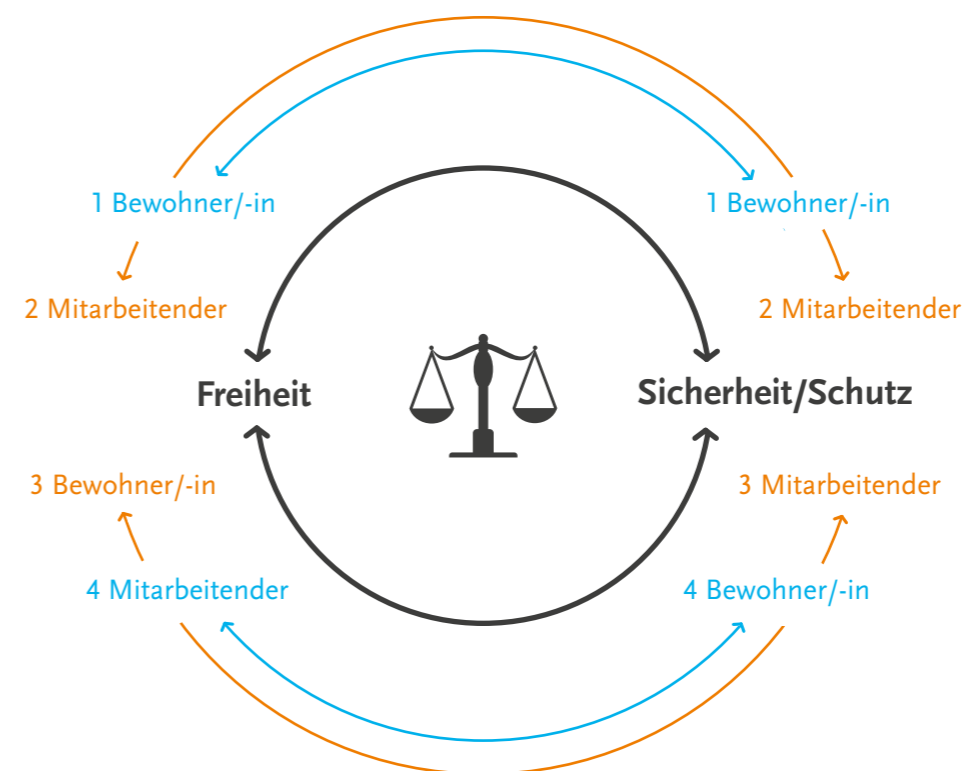 1 Bewohner/-in
1 Bewohner/-in
2 Mitarbeitender
2 Mitarbeitender
Freiheit
Sicherheit/Schutz
3 Bewohner/-in
3 Mitarbeitender
4 Mitarbeitender
4 Bewohner/-in